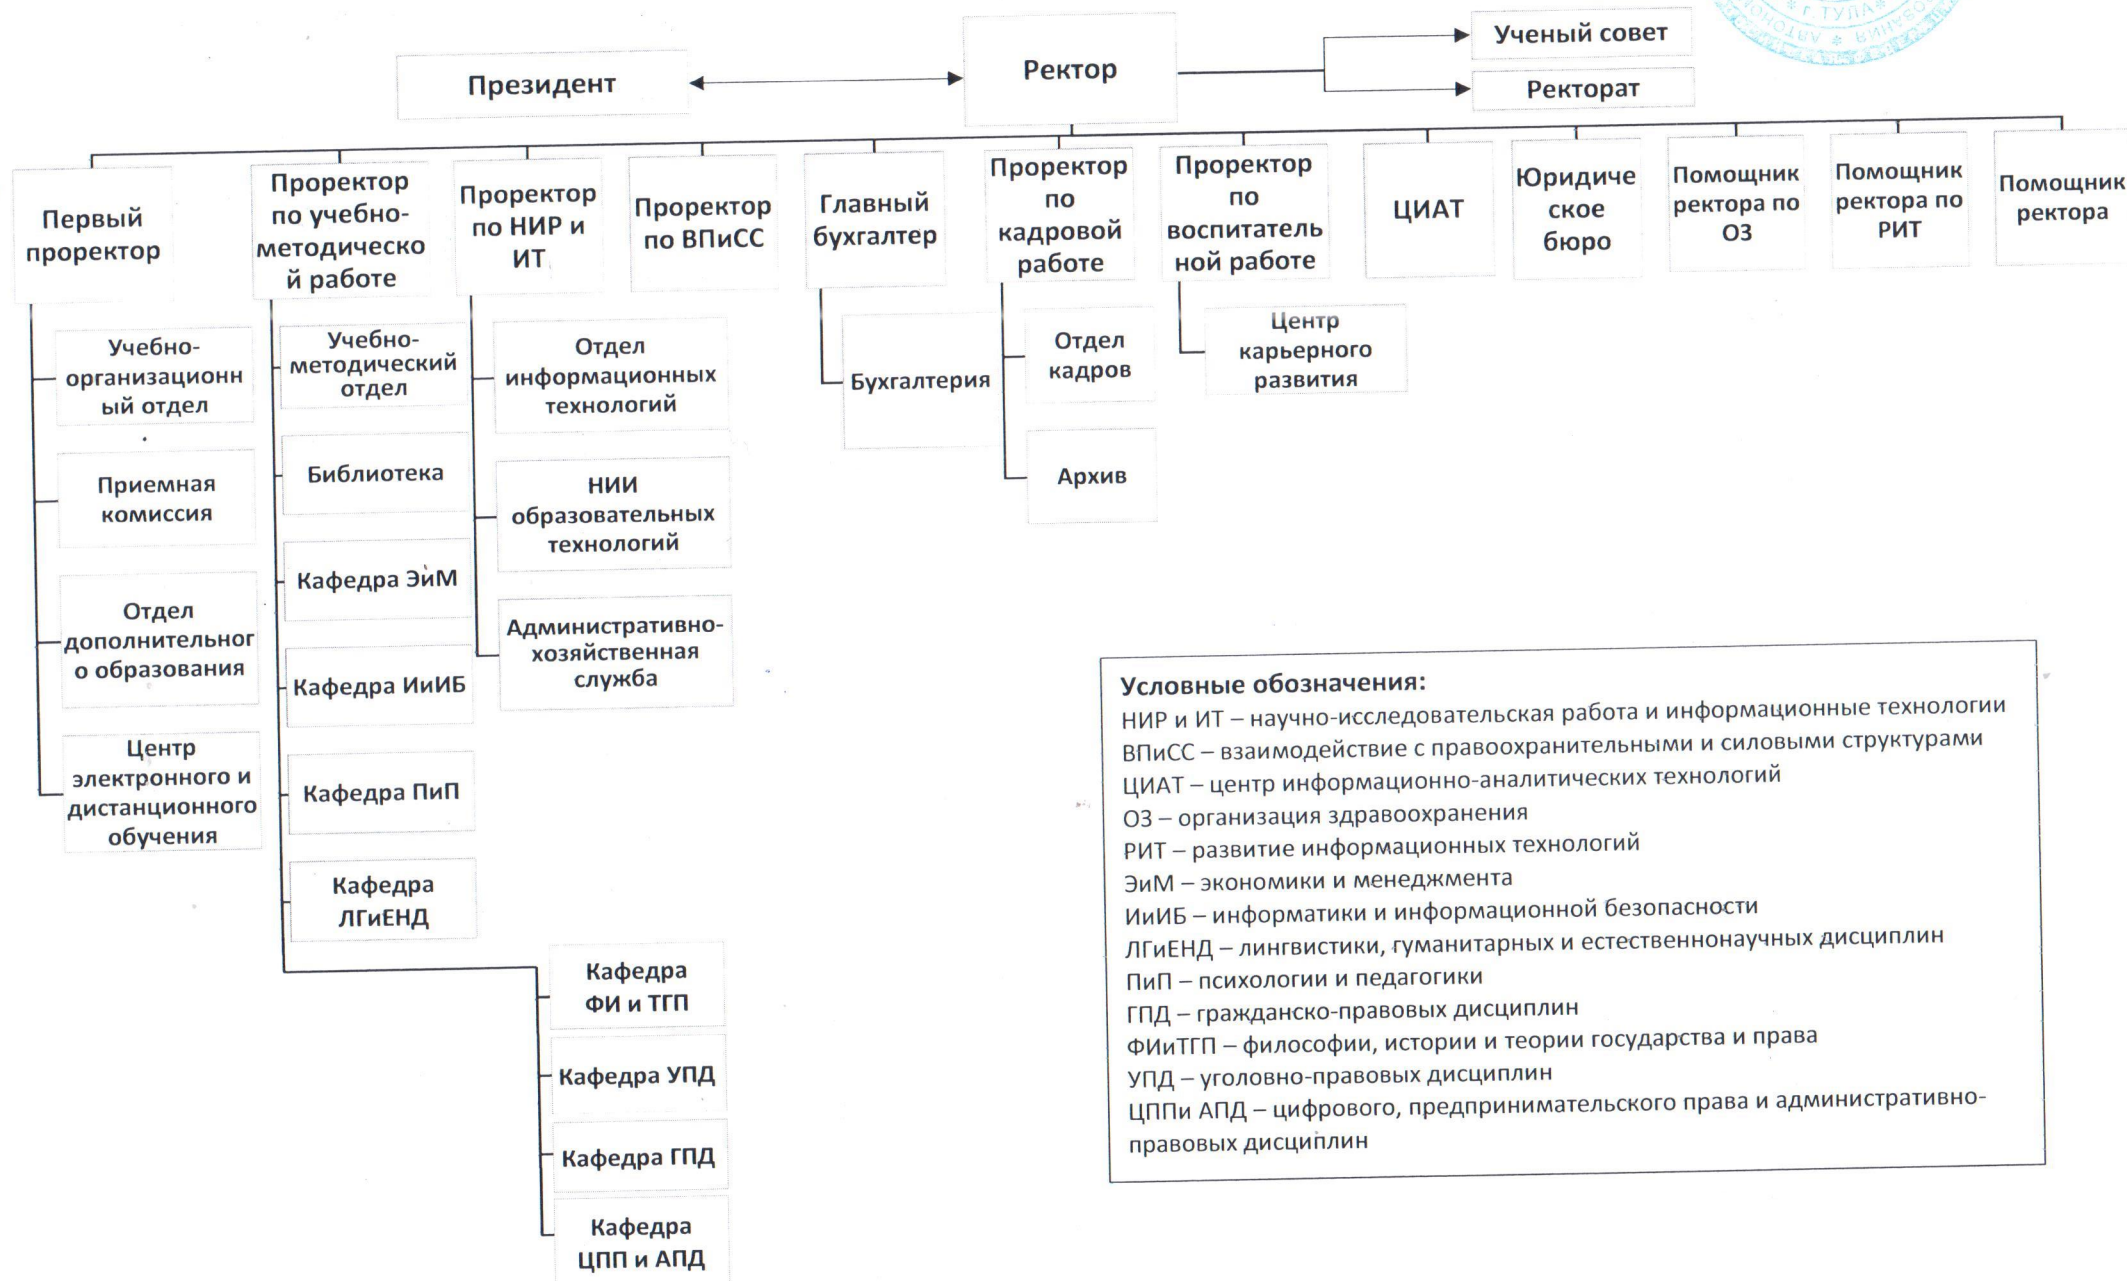 * Г. ТУЛА *
Президент
Ректор
Ученый совет
Ректорат
Первый
проректор
Проректор
по учебно-
методическо
й работе
Проректор
по НИР и
ИТ
Проректор
по ВПиСС
Главный
бухгалтер
Проректор
по
кадровой
работе
Проректор
по
воспитатель
ной работе
ЦИАТ
Юридиче
ское
бюро
Помощник
ректора по
ОЗ
Помощник
ректора по
РИТ
Помощник
ректора
Учебно-
организационн
ый отдел
Приемная
комиссия
Отдел
дополнительног
о образования
Центр
электронного и
дистанционного
обучения
Учебно-
методический
отдел
Библиотека
Кафедра ЭиМ
Кафедра ИиИБ
Кафедра ПиП
Кафедра
ЛГиЕНД
Кафедра
ФИ и ТГП
Кафедра УПД
Кафедра ГПД
Кафедра
ЦПП и АПД
Отдел
информационных
технологий
НИИ
образовательных
технологий
Административно-
хозяйственная
служба
Бухгалтерия
Отдел
кадров
Архив
Центр
карьерного
развития
Условные обозначения:
НИР и ИТ – научно-исследовательская работа и информационные технологии
ВПиСС – взаимодействие с правоохранительными и силовыми структурами
ЦИАТ – центр информационно-аналитических технологий
ОЗ – организация здравоохранения
РИТ – развитие информационных технологий
ЭиМ – экономики и менеджмента
ИиИБ – информатики и информационной безопасности
ЛГиЕНД – лингвистики, гуманитарных и естественнонаучных дисциплин
ПиП – психологии и педагогики
ГПД – гражданско-правовых дисциплин
ФИиТГП – философии, истории и теории государства и права
УПД – уголовно-правовых дисциплин
ЦППи АПД – цифрового, предпринимательского права и административно-
правовых дисциплин